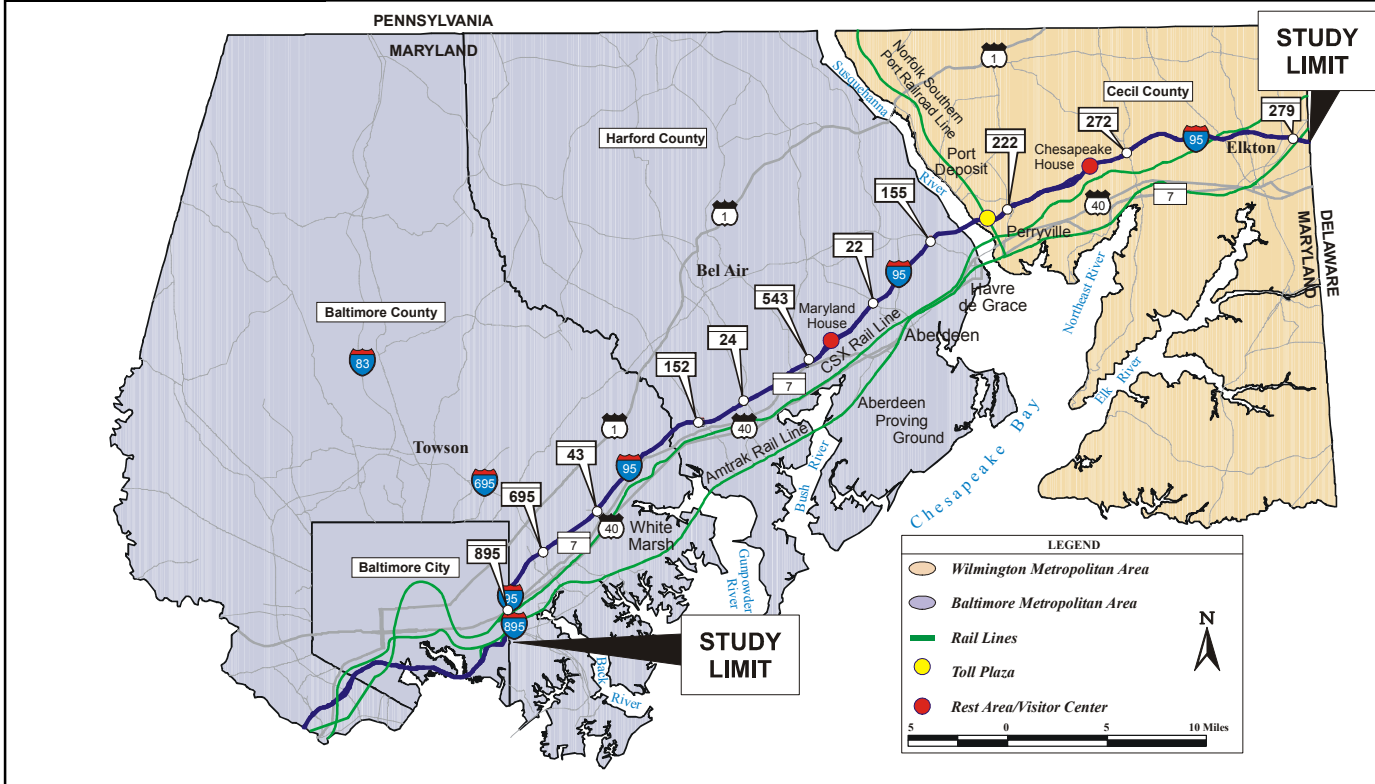 PENNSYLVANIA
MARYLAND
STUDY
LIMIT
Norfolk Southern
Port Railroad Line
1
Susquehanna
River
Cecil County
279
272
95
Elkton
Harford County
222
Chesapeake
House
Port
Deposit
155
40
7
1
Perryville
DELAWARE
MARYLAND
22
Bel Air
95
Northeast River
543
Maryland
House
Havre
de Grace
Baltimore County
CSX Rail Line
Aberdeen
24
83
152
7
Elk River
Aberdeen
Proving
Ground
1
40
Towson
43
95
Amtrak Rail Line
Bush River
Chesapeake Bay
695
695
40
White
Marsh
7
895
Gunpowder
River
Baltimore City
95
895
STUDY
LIMIT
Back
River
LEGEND
Wilmington Metropolitan Area
Baltimore Metropolitan Area
Rail Lines
Toll Plaza
Rest Area/Visitor Center
N
5 0 5 10 Miles